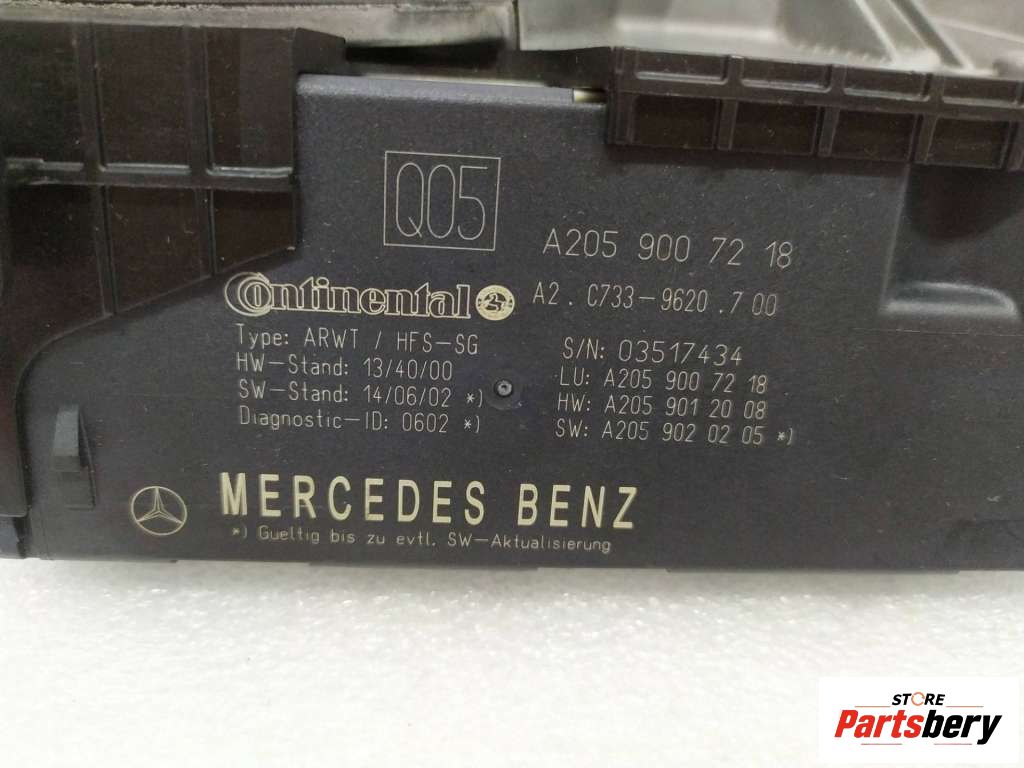 Q05
A205 900 72 18
Continental
A2.C733-9620.700
Type: ARWT / HFS-SG
HW-Stand: 13/40/00
SW-Stand: 14/06/02 *)
Diagnostic-ID: 0602 *)
S/N: 03517434
LU: A205 900 72 18
HW: A205 901 20 08
SW: A205 902 02 05 *)
MERCEDES BENZ
*) Gueltig bis zu evtl. SW-Aktualisierung
STORE
Partsbery